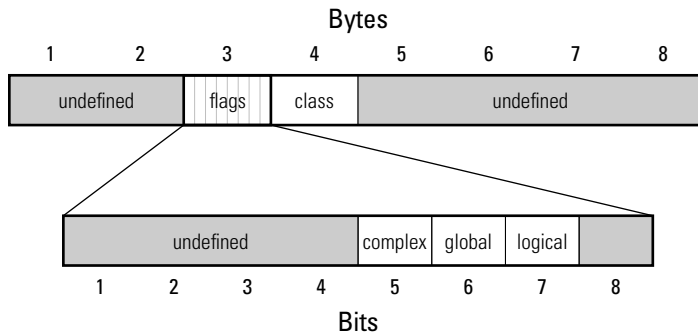 Bytes
1 2 3 4 5 6 7 8
undefined flags class undefined
undefined complex global logical
1 2 3 4 5 6 7 8
Bits